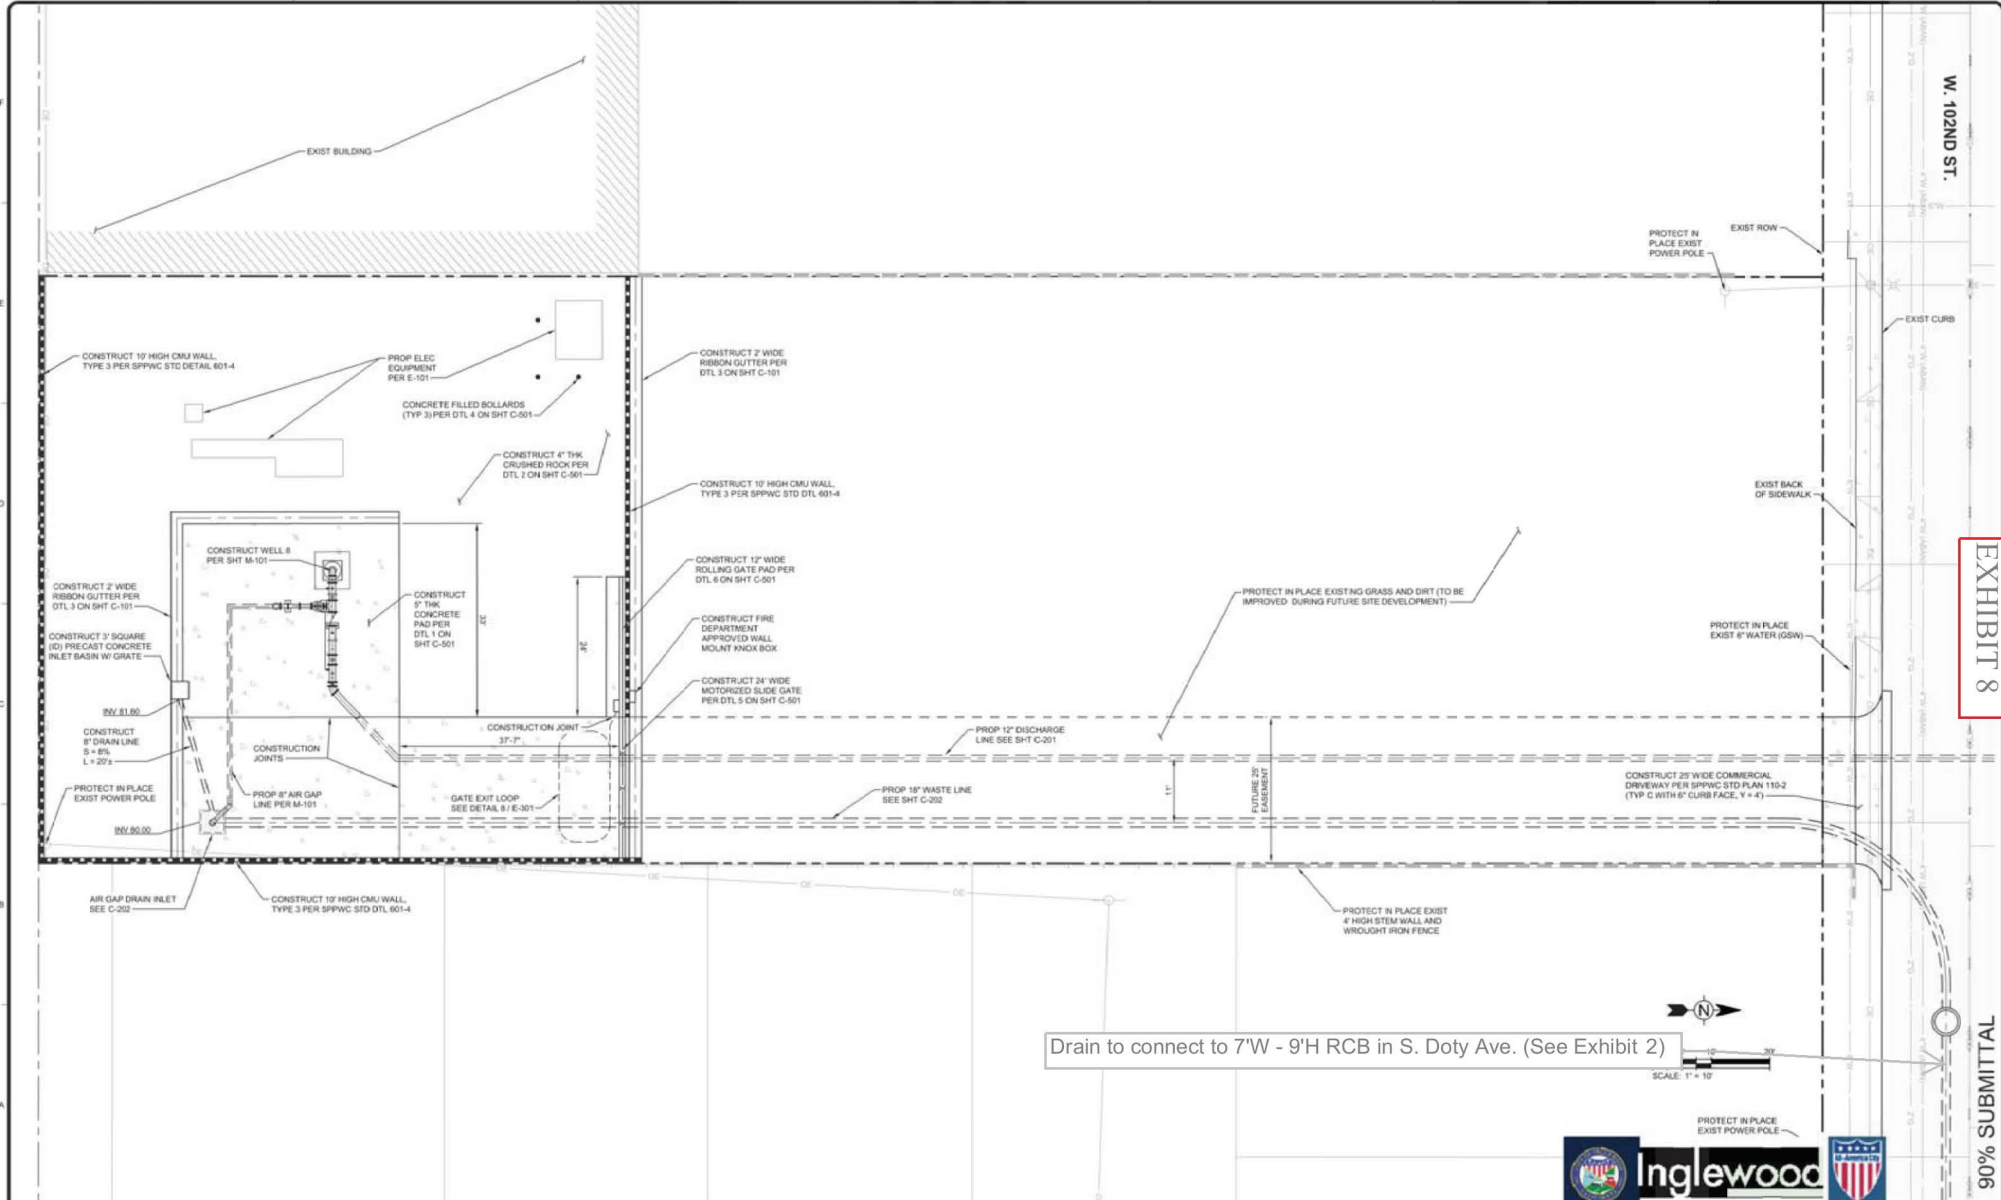 W. 102ND ST.
EXIST BUILDING
PROTECT IN
PLACE EXIST
POWER POLE
EXIST ROW
EXIST CURB
CONSTRUCT 10' HIGH CMU WALL,
TYPE 3 PER SPPWC STD DETAIL 601-4
PROP ELEC
EQUIPMENT
PER E-101
CONCRETE FILLED BOLLARDS
(TYP 3) PER DTL 4 ON SHT C-501
CONSTRUCT 2' WIDE
RIBBON GUTTER PER
DTL 3 ON SHT C-101
CONSTRUCT 4" THK
CRUSHED ROCK PER
DTL 2 ON SHT C-501
CONSTRUCT 10' HIGH CMU WALL,
TYPE 3 PER SPPWC STD DTL 601-4
EXIST BACK
OF SIDEWALK
EXHIBIT 8
CONSTRUCT WELL 8
PER SHT M-101
CONSTRUCT 2' WIDE
RIBBON GUTTER PER
DTL 3 ON SHT C-101
CONSTRUCT
5" THK
CONCRETE
PAD PER
DTL 1 ON
SHT C-501
33'
24'
CONSTRUCT 12" WIDE
ROLLING GATE PAD PER
DTL 6 ON SHT C-501
CONSTRUCT FIRE
DEPARTMENT
APPROVED WALL
MOUNT KNOX BOX
CONSTRUCT 24' WIDE
MOTORIZED SLIDE GATE
PER DTL 5 ON SHT C-501
PROTECT IN PLACE EXISTING GRASS AND DIRT (TO BE
IMPROVED DURING FUTURE SITE DEVELOPMENT)
PROTECT IN PLACE
EXIST 6" WATER (GSW)
CONSTRUCT 3' SQUARE
(ID) PRECAST CONCRETE
INLET BASIN W/ GRATE
INV 81.60
CONSTRUCT
8" DRAIN LINE
S = 8%
L = 20'±
CONSTRUCTION
JOINTS
CONSTRUCTION JOINT
37'-7"
PROP 12" DISCHARGE
LINE SEE SHT C-201
PROTECT IN PLACE
EXIST POWER POLE
PROP 8" AIR GAP
LINE PER M-101
GATE EXIT LOOP
SEE DETAIL 8 / E-301
PROP 18" WASTE LINE
SEE SHT C-202
11'
FUTURE 25'
EASEMENT
CONSTRUCT 25' WIDE COMMERCIAL
DRIVEWAY PER SPPWC STD PLAN 110-2
(TYP C WITH 6" CURB FACE, Y = 4')
INV 80.00
AIR GAP DRAIN INLET
SEE C-202
CONSTRUCT 10' HIGH CMU WALL,
TYPE 3 PER SPPWC STD DTL 601-4
OE
OE
OE
PROTECT IN PLACE EXIST
4' HIGH STEM WALL AND
WROUGHT IRON FENCE
N
Drain to connect to 7'W - 9'H RCB in S. Doty Ave. (See Exhibit 2)
SCALE: 1" = 10'
PROTECT IN PLACE
EXIST POWER POLE
Inglewood
All-America City
90% SUBMITTAL